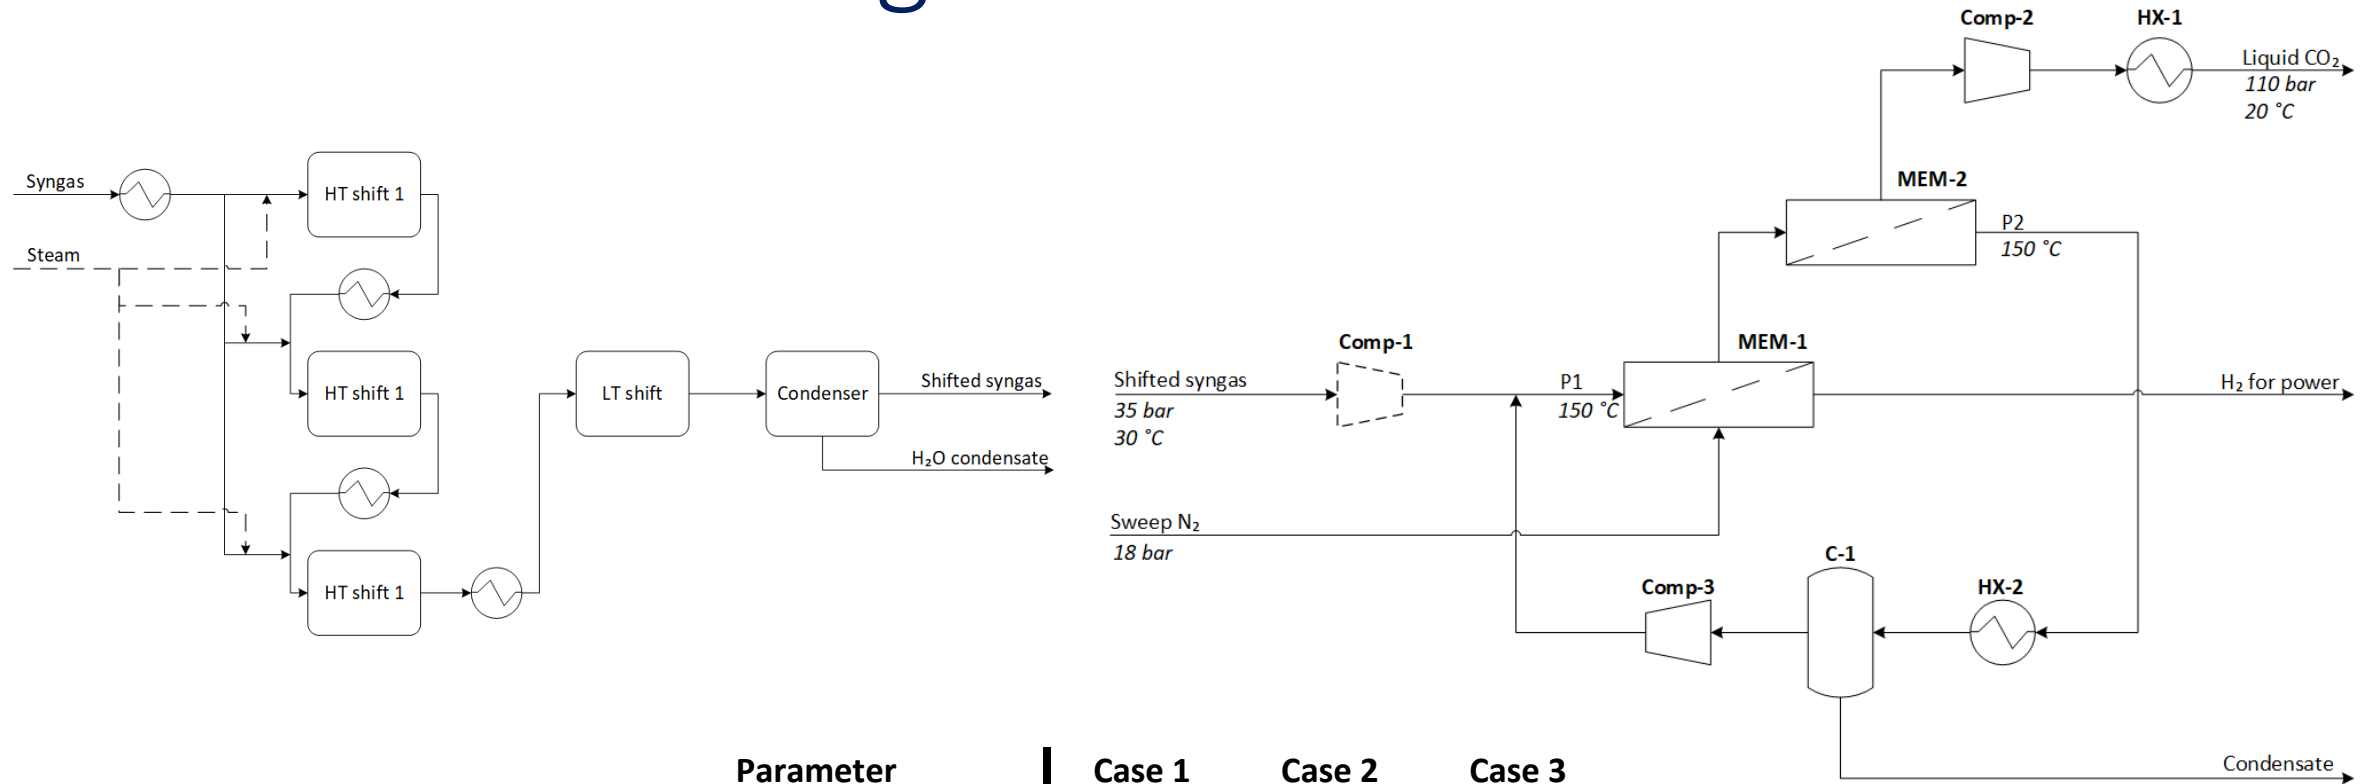 g
Syngas
HT shift 1
Steam
HT shift 1
LT shift
Condenser
Shifted syngas
H₂O condensate
HT shift 1
Comp-2
HX-1
Liquid CO₂
110 bar
20 °C
MEM-2
P2
150 °C
Comp-1
MEM-1
Shifted syngas
35 bar
30 °C
P1
150 °C
H₂ for power
Sweep N₂
18 bar
C-1
Comp-3
HX-2
Condensate
Parameter Case 1 Case 2 Case 3